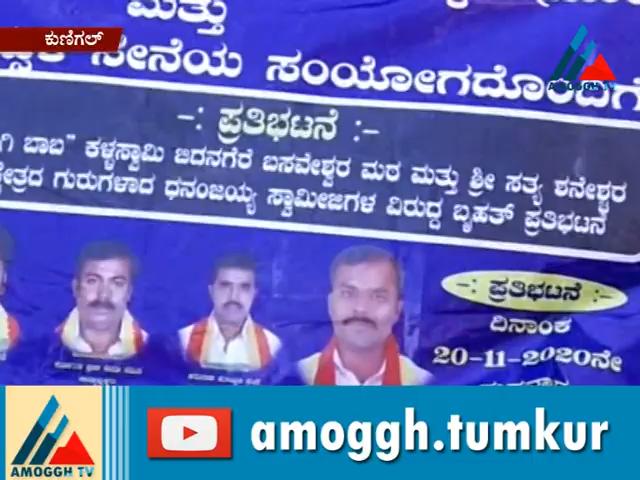 ಕುಣಿಗಲ್
ಮತ್ತು
ಸೇನೆಯ ಸಂಯೋಗದೊಂದಿಗೆ
AMOGGH TV
-: ಪ್ರತಿಭಟನೆ :-
ಬಾಬ" ಕಳ್ಳಸ್ವಾಮಿ ಬಿದನಗೆರೆ ಬಸವೇಶ್ವರ ಮಠ ಮತ್ತು ಶ್ರೀ ಸತ್ಯ ಶನೇಶ್ವರ
ಕ್ಷೇತ್ರದ ಗುರುಗಳಾದ ಧನಂಜಯ್ಯ ಸ್ವಾಮೀಜಿಗಳ ವಿರುದ್ದ ಬೃಹತ್ ಪ್ರತಿಭಟನೆ
-: ಪ್ರತಿಭಟನೆ :-
ದಿನಾಂಕ
20-11-2020ನೇ
AMOGGH TV
amoggh.tumkur